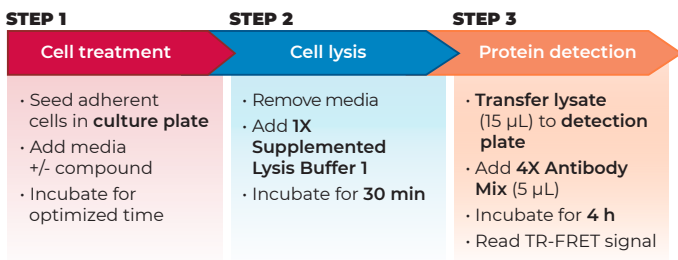 STEP 1
Cell treatment
· Seed adherent
cells in culture plate
· Add media
+/- compound
· Incubate for
optimized time
STEP 2
Cell lysis
· Remove media
· Add 1X
Supplemented
Lysis Buffer 1
· Incubate for 30 min
STEP 3
Protein detection
· Transfer lysate
(15 µL) to detection
plate
· Add 4X Antibody
Mix (5 µL)
· Incubate for 4 h
· Read TR-FRET signal